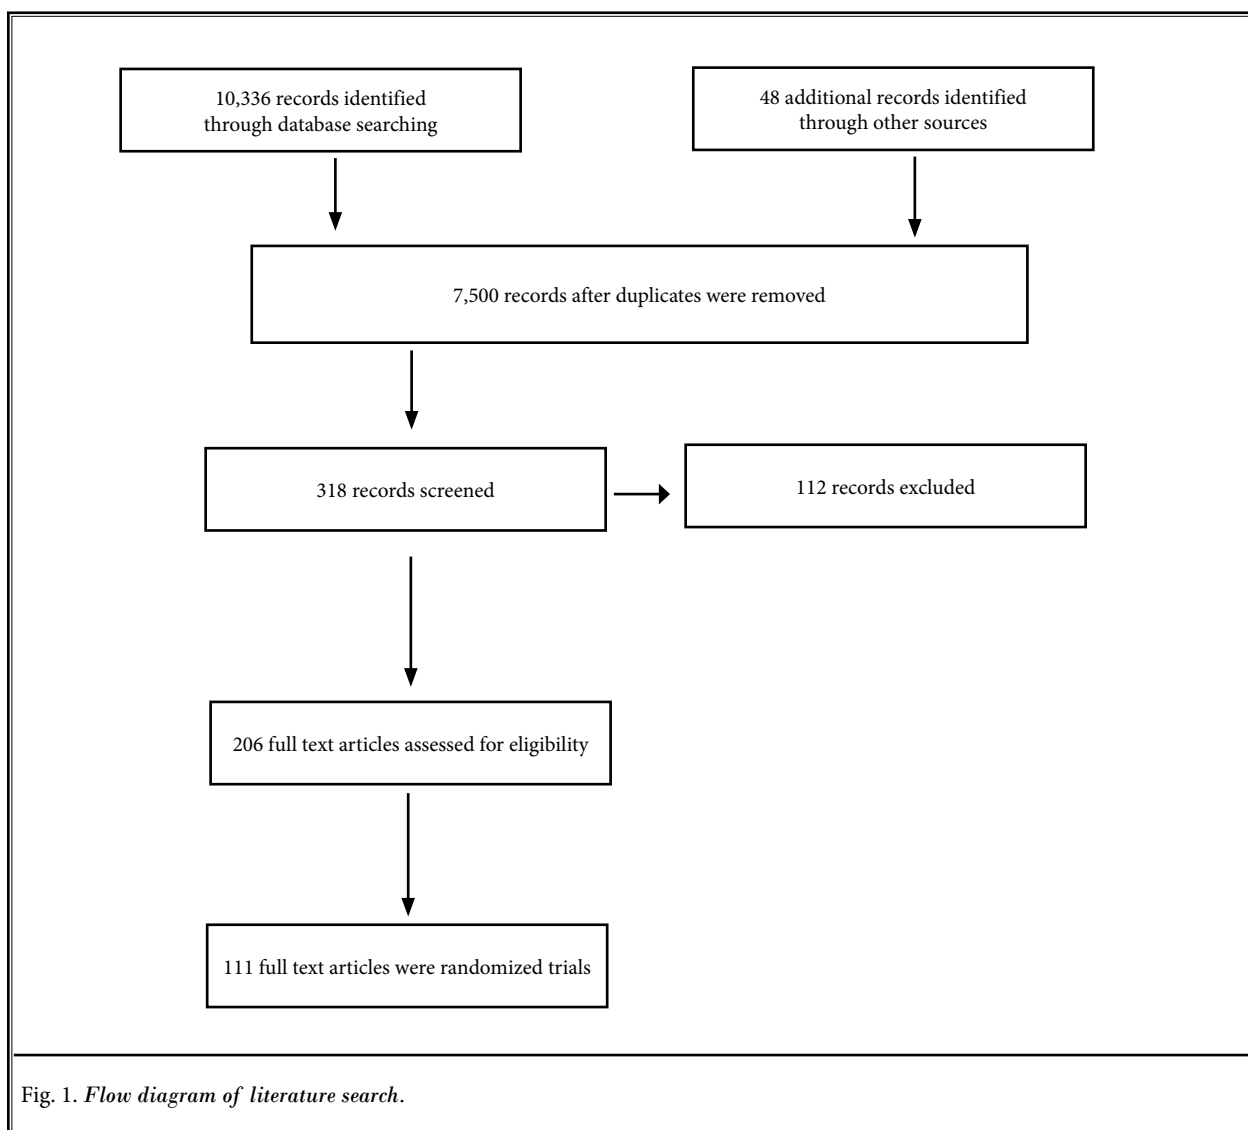 10,336 records identified
through database searching
48 additional records identified
through other sources
7,500 records after duplicates were removed
318 records screened
112 records excluded
206 full text articles assessed for eligibility
111 full text articles were randomized trials
Fig. 1. Flow diagram of literature search.